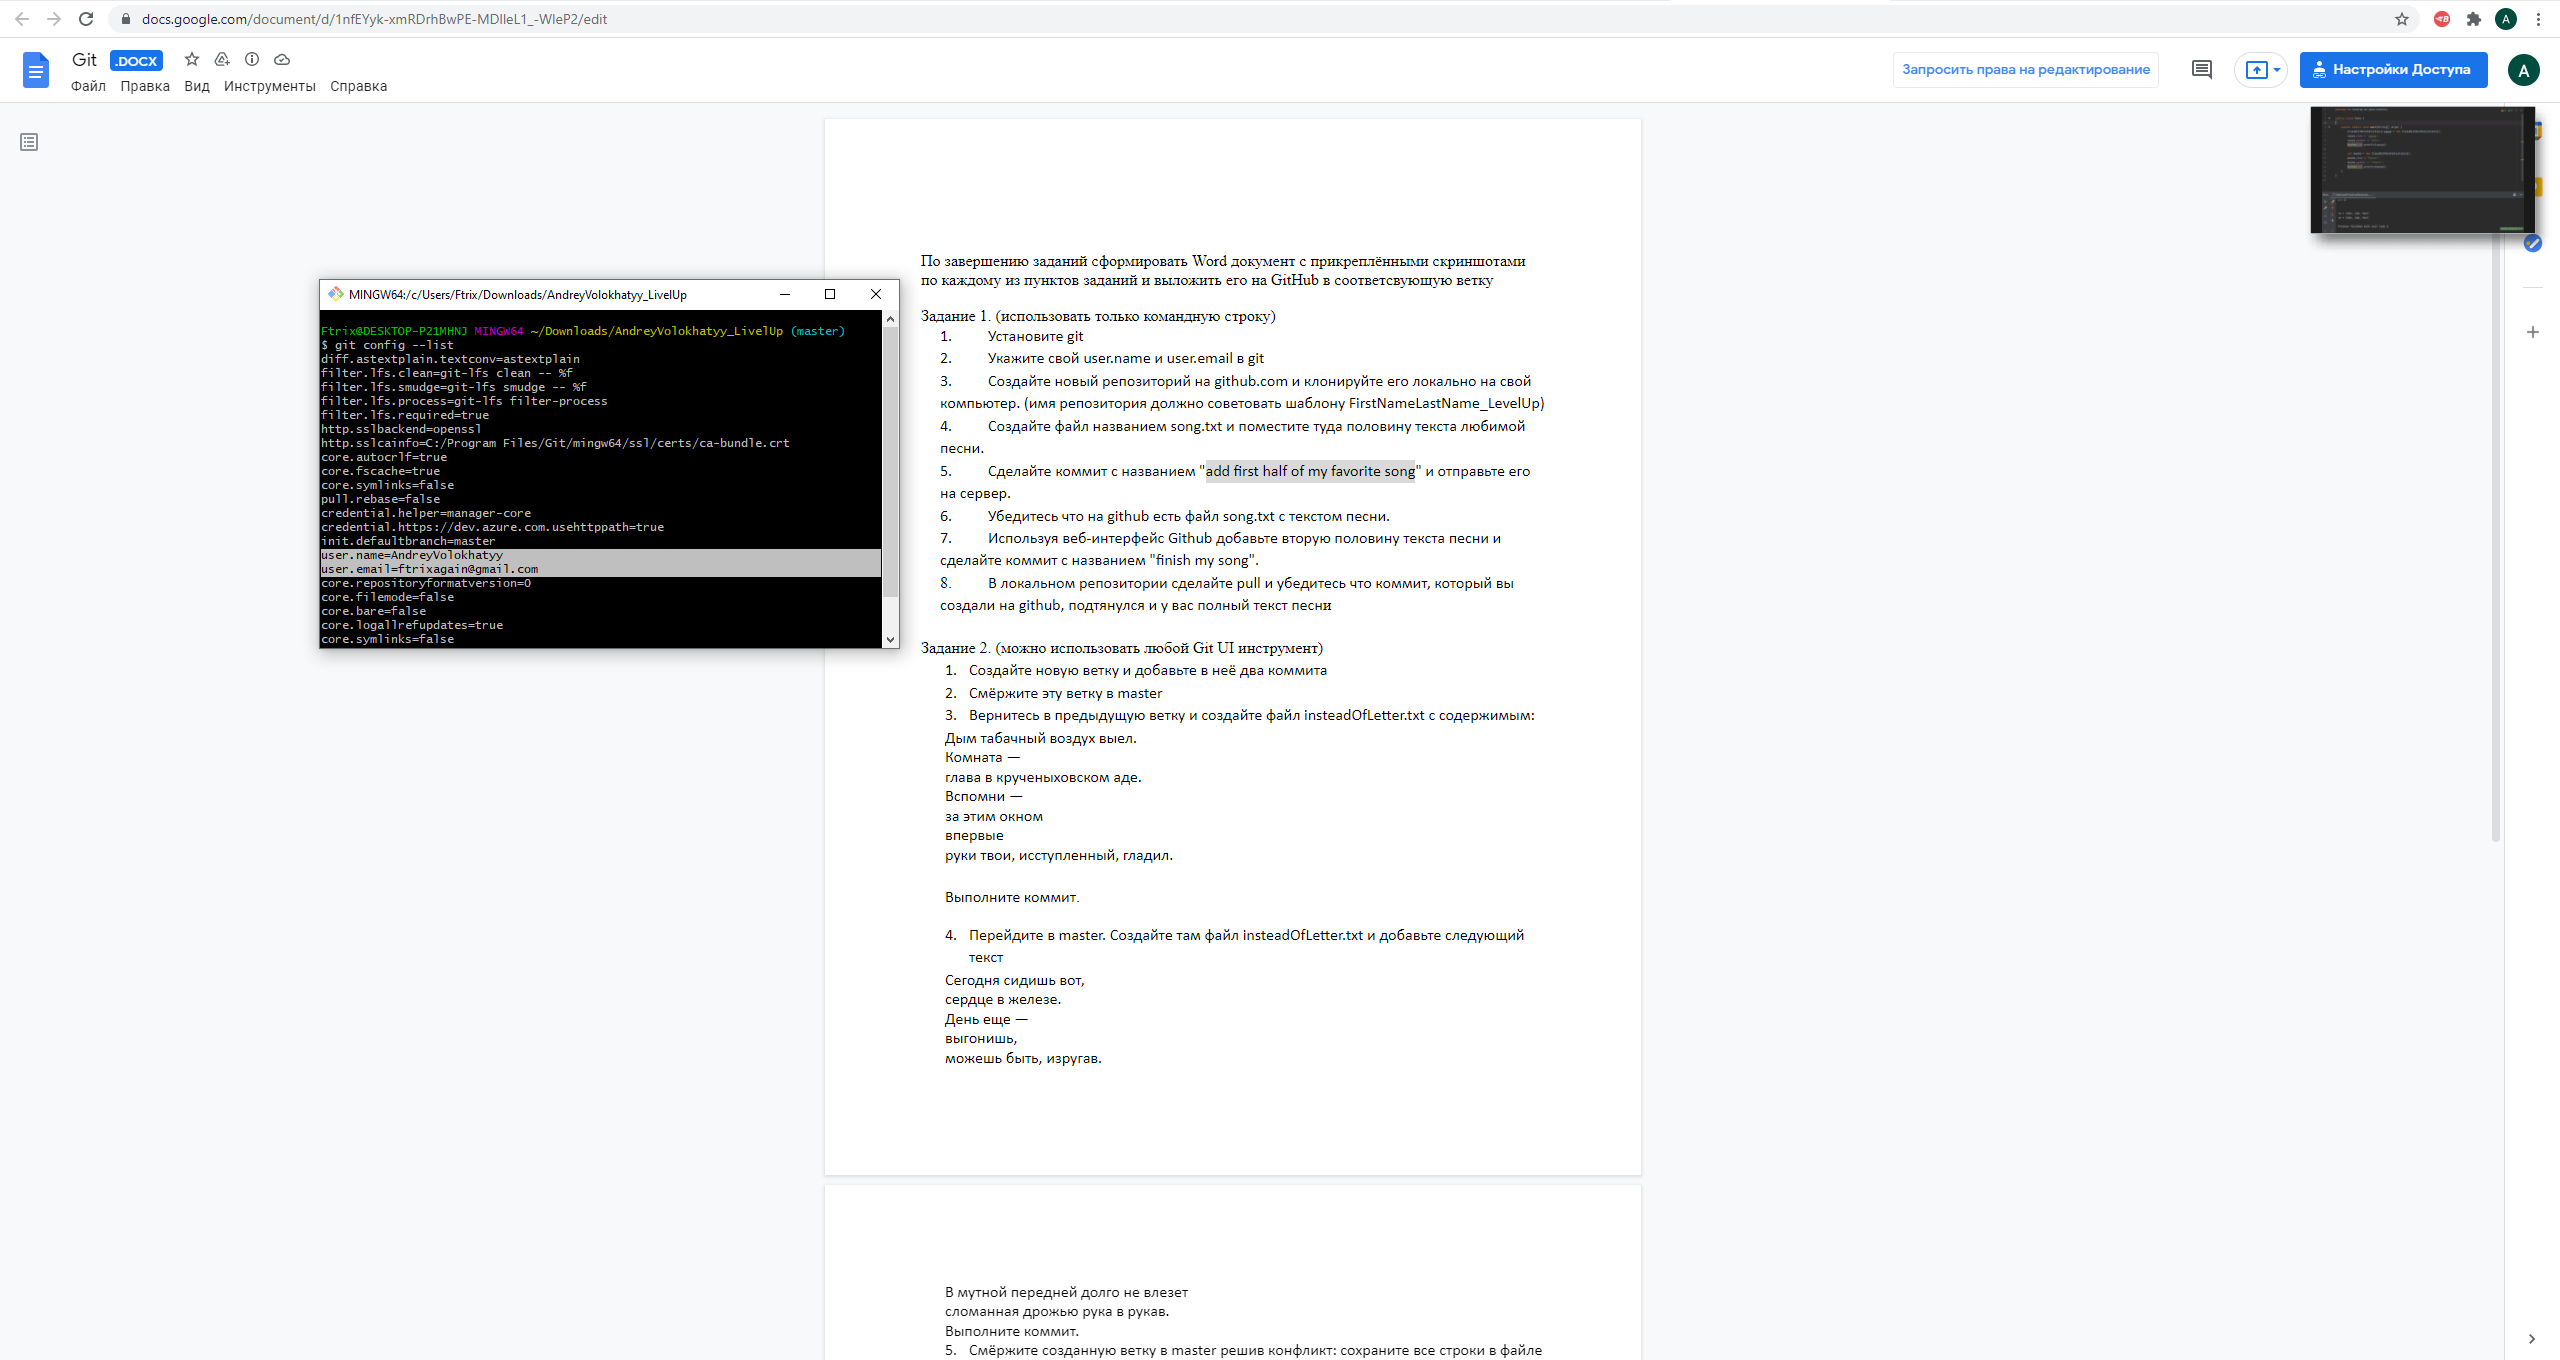 docs.google.com/document/d/1nfEYyk-xmRDrhBwPE-MDIleL1_-WIeP2/edit
A
Git .DOCX
Файл Правка Вид Инструменты Справка
Запросить права на редактирование
Настройки Доступа
A
По завершению заданий сформировать Word документ с прикреплёнными скриншотами
по каждому из пунктов заданий и выложить его на GitHub в соответсвующую ветку
Задание 1. (использовать только командную строку)
1. Установите git
2. Укажите свой user.name и user.email в git
3. Создайте новый репозиторий на github.com и клонируйте его локально на свой
компьютер. (имя репозитория должно советовать шаблону FirstNameLastName_LevelUp)
4. Создайте файл названием song.txt и поместите туда половину текста любимой
песни.
5. Сделайте коммит с названием "add first half of my favorite song" и отправьте его
на сервер.
6. Убедитесь что на github есть файл song.txt с текстом песни.
7. Используя веб-интерфейс Github добавьте вторую половину текста песни и
сделайте коммит с названием "finish my song".
8. В локальном репозитории сделайте pull и убедитесь что коммит, который вы
создали на github, подтянулся и у вас полный текст песни
Задание 2. (можно использовать любой Git UI инструмент)
1. Создайте новую ветку и добавьте в неё два коммита
2. Смёржите эту ветку в master
3. Вернитесь в предыдущую ветку и создайте файл insteadOfLetter.txt с содержимым:
Дым табачный воздух выел.
Комната —
глава в крученыховском аде.
Вспомни —
за этим окном
впервые
руки твои, исступленный, гладил.
Выполните коммит.
4. Перейдите в master. Создайте там файл insteadOfLetter.txt и добавьте следующий
текст
Сегодня сидишь вот,
сердце в железе.
День еще —
выгонишь,
можешь быть, изругав.
В мутной передней долго не влезет
сломанная дрожью рука в рукав.
Выполните коммит.
5. Смёржите созданную ветку в master решив конфликт: сохраните все строки в файле
MINGW64:/c/Users/Ftrix/Downloads/AndreyVolokhatyy_LivelUp
Ftrix@DESKTOP-P21MHNJ MINGW64 ~/Downloads/AndreyVolokhatyy_LivelUp (master)
$ git config --list
diff.astextplain.textconv=astextplain
filter.lfs.clean=git-lfs clean -- %f
filter.lfs.smudge=git-lfs smudge -- %f
filter.lfs.process=git-lfs filter-process
filter.lfs.required=true
http.sslbackend=openssl
http.sslcainfo=C:/Program Files/Git/mingw64/ssl/certs/ca-bundle.crt
core.autocrlf=true
core.fscache=true
core.symlinks=false
pull.rebase=false
credential.helper=manager-core
credential.https://dev.azure.com.usehttppath=true
init.defaultbranch=master
user.name=AndreyVolokhatyy
user.email=ftrixagain@gmail.com
core.repositoryformatversion=0
core.filemode=false
core.bare=false
core.logallrefupdates=true
core.symlinks=false